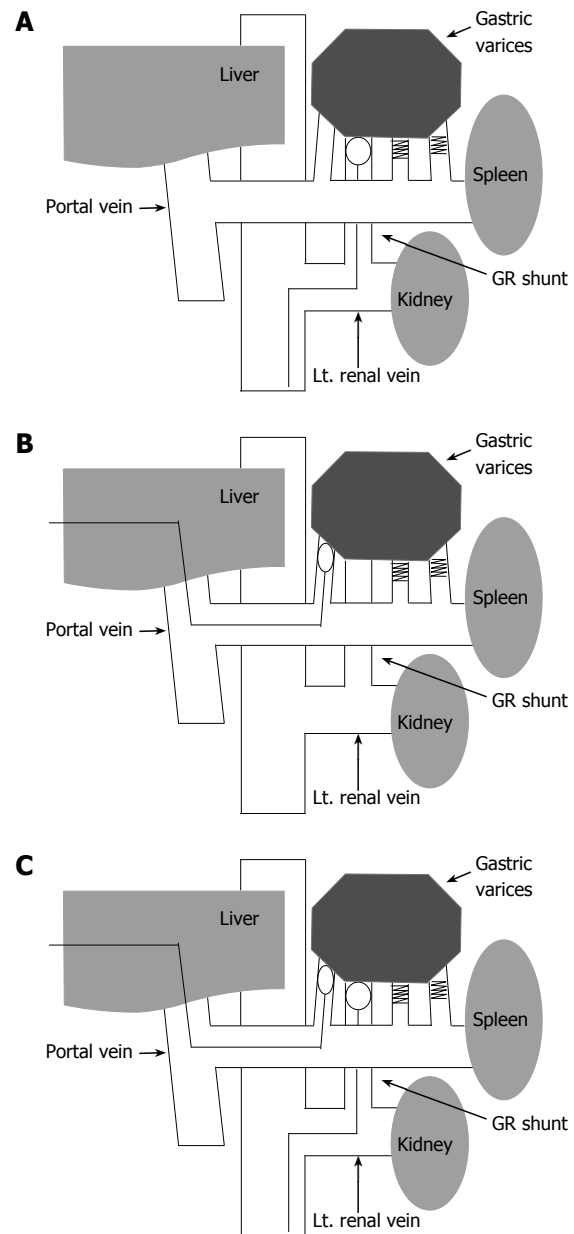 A
Gastric
varices
Liver
Spleen
Portal vein
GR shunt
Kidney
Lt. renal vein
B
Gastric
varices
Liver
Spleen
Portal vein
GR shunt
Kidney
Lt. renal vein
C
Gastric
varices
Liver
Spleen
Portal vein
GR shunt
Kidney
Lt. renal vein